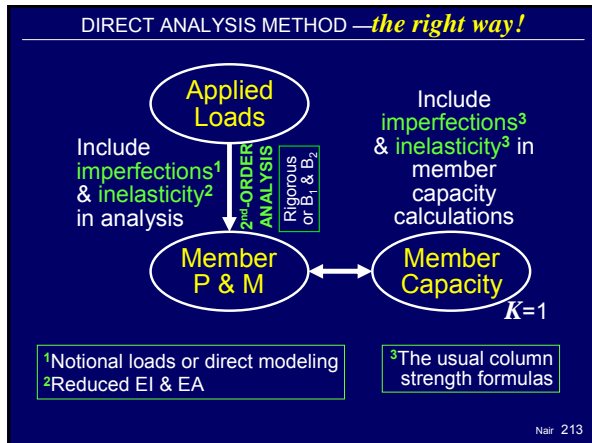 DIRECT ANALYSIS METHOD —the right way!
Applied
Loads
Include
imperfections¹
& inelasticity²
in analysis
2nd-ORDER
ANALYSIS
Rigorous
or B₁ & B₂
Include
imperfections³
& inelasticity³ in
member
capacity
calculations
Member
P & M
Member
Capacity
K=1
¹Notional loads or direct modeling
²Reduced EI & EA
³The usual column
strength formulas
Nair 213